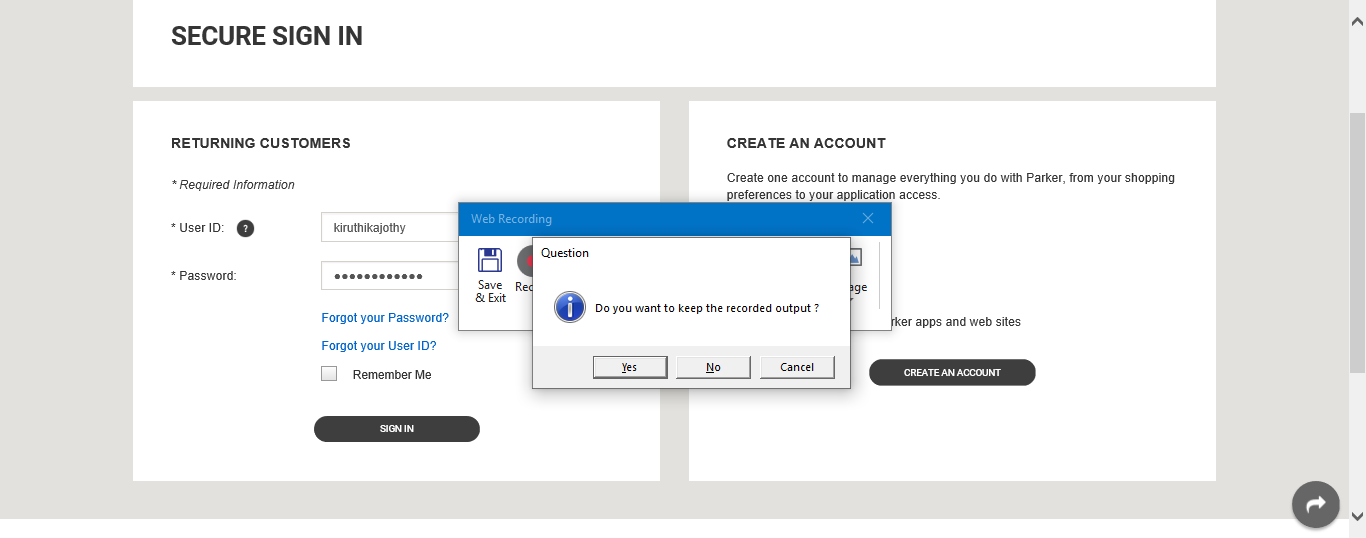 SECURE SIGN IN
RETURNING CUSTOMERS
* Required Information
* User ID:
?
kiruthikajothy
* Password:
Forgot your Password?
Forgot your User ID?
Remember Me
SIGN IN
CREATE AN ACCOUNT
Create one account to manage everything you do with Parker, from your shopping
preferences to your application access.
rker apps and web sites
CREATE AN ACCOUNT
Web Recording
Save
& Exit
Rec
age
Question
Do you want to keep the recorded output ?
Yes
No
Cancel